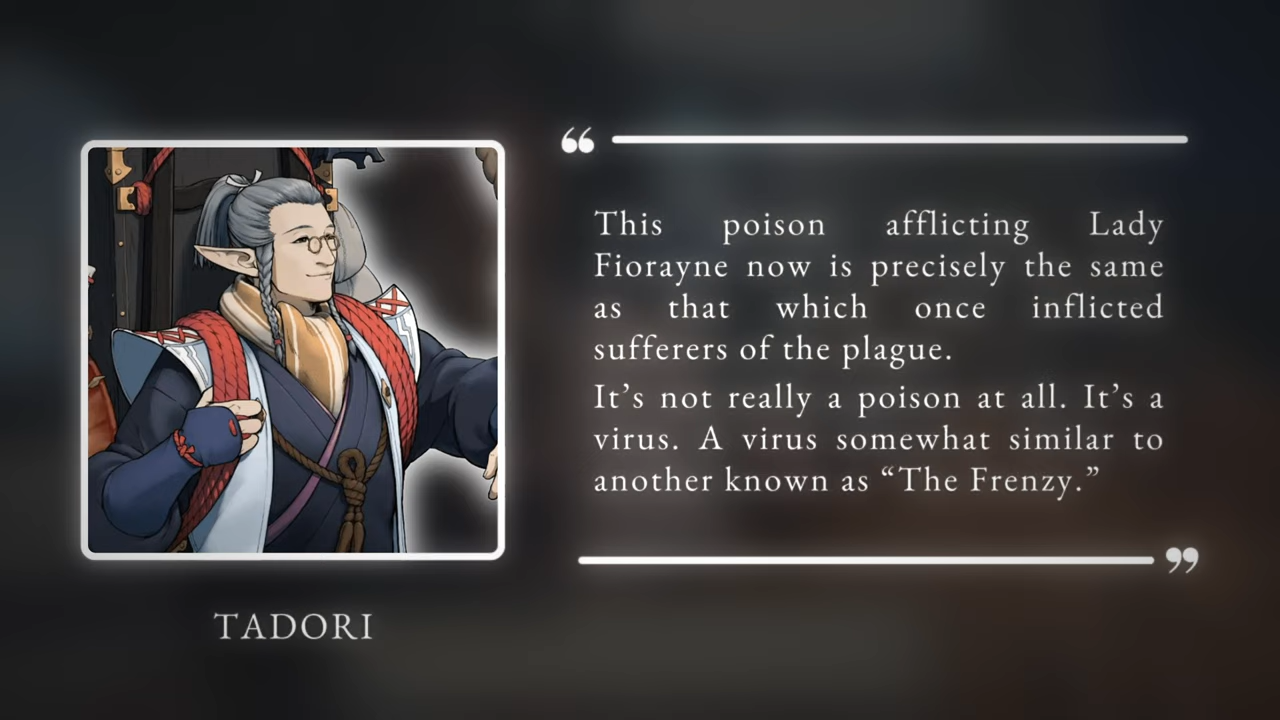 “
This poison afflicting Lady
Fiorayne now is precisely the same
as that which once inflicted
sufferers of the plague.
It’s not really a poison at all. It’s a
virus. A virus somewhat similar to
another known as “The Frenzy.”
”
TADORI